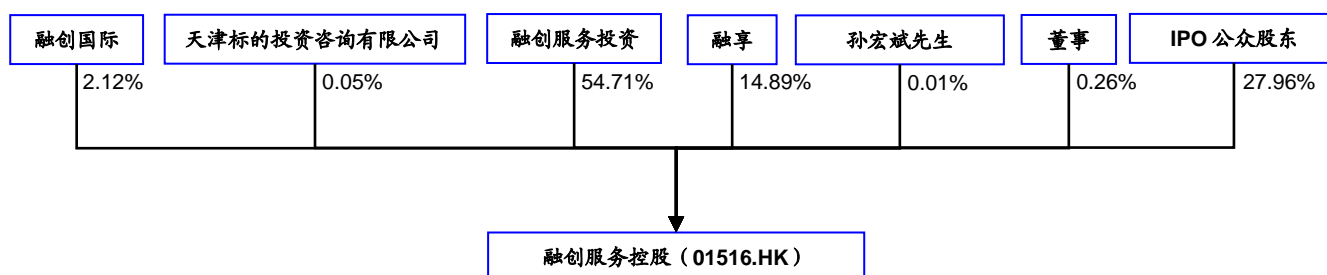 融创国际
天津标的投资咨询有限公司
融创服务投资
融享
孙宏斌先生
董事
IPO 公众股东
2.12%
0.05%
54.71%
14.89%
0.01%
0.26%
27.96%
融创服务控股（01516.HK）